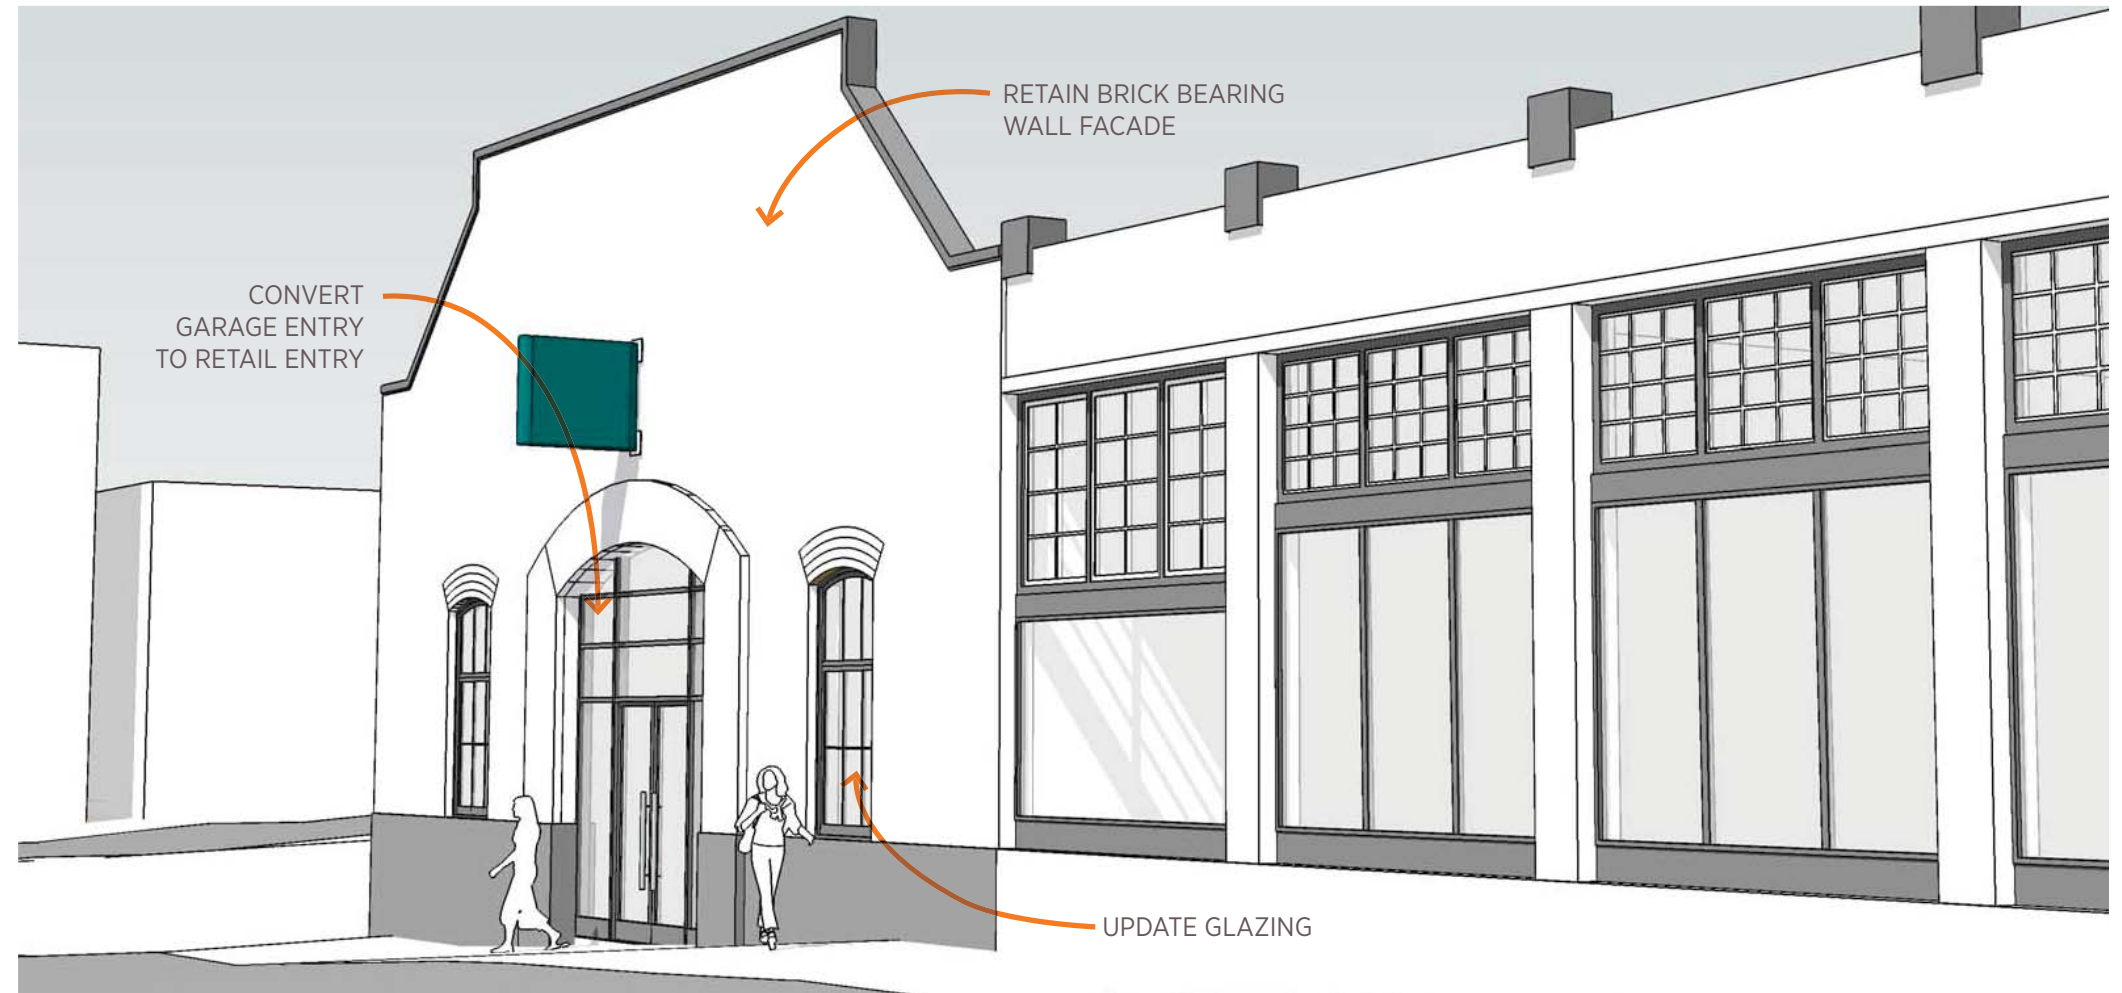 RETAIN BRICK BEARING
WALL FACADE
CONVERT
GARAGE ENTRY
TO RETAIL ENTRY
UPDATE GLAZING